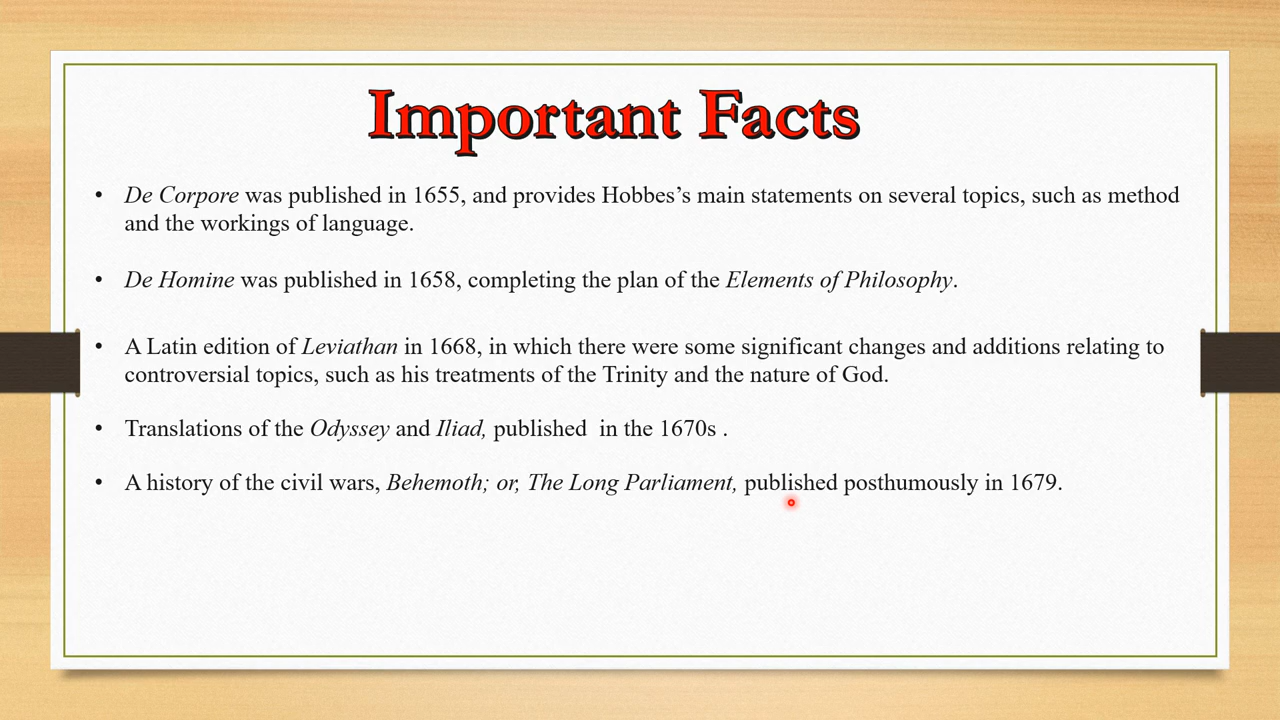 Important Facts
• De Corpore was published in 1655, and provides Hobbes’s main statements on several topics, such as method
and the workings of language.
• De Homine was published in 1658, completing the plan of the Elements of Philosophy.
• A Latin edition of Leviathan in 1668, in which there were some significant changes and additions relating to
controversial topics, such as his treatments of the Trinity and the nature of God.
• Translations of the Odyssey and Iliad, published  in the 1670s .
• A history of the civil wars, Behemoth; or, The Long Parliament, published posthumously in 1679.